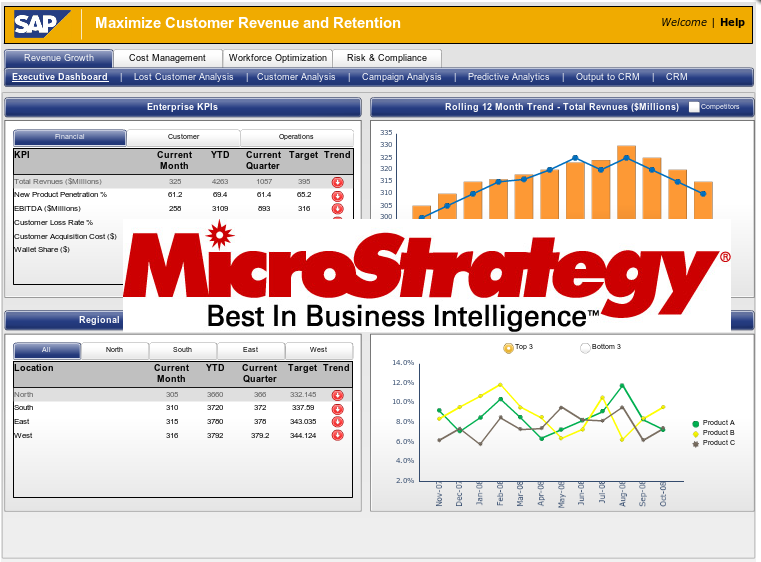 SAP
Maximize Customer Revenue and Retention
Welcome | Help
Revenue Growth Cost Management Workforce Optimization Risk & Compliance
Executive Dashboard | Lost Customer Analysis | Customer Analysis | Campaign Analysis | Predictive Analytics | Output to CRM | CRM
Enterprise KPIs
Rolling 12 Month Trend - Total Revnues ($Millions) Competitors
Financial Customer Operations
KPI Current Month YTD Current Quarter Target Trend
Total Revnues ($Millions) 325 4263 1057 395
New Product Penetration % 61.2 69.4 61.4 65.2
EBITDA ($Millions) 258 3109 893 316
Customer Loss Rate %
Customer Acquisition Cost ($)
Wallet Share ($)
335
330
325
320
315
310
305
300
MicroStrategy®
Best In Business Intelligence™
Regional
All North South East West
Location Current Month YTD Current Quarter Target Trend
North 305 3660 366 332.145
South 310 3720 372 337.59
East 315 3780 378 343.035
West 316 3792 379.2 344.124
Top 3 Bottom 3
14.0%
12.0%
10.0%
8.0%
6.0%
4.0%
2.0%
Nov-07 Dec-07 Jan-08 Feb-08 Mar-08 Apr-08 May-08 Jun-08 Jul-08 Aug-08 Sep-08 Oct-08
Product A
Product B
Product C